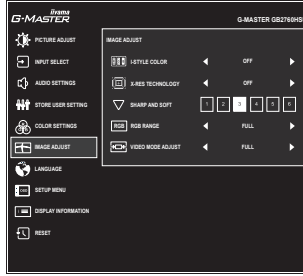 iiyama
G-MASTER
G-MASTER GB2760HS
PICTURE ADJUST
INPUT SELECT
AUDIO SETTINGS
STORE USER SETTING
COLOR SETTINGS
IMAGE ADJUST
LANGUAGE
SETUP MENU
DISPLAY INFORMATION
RESET
IMAGE ADJUST
I-STYLE COLOR OFF
X-RES TECHNOLOGY OFF
SHARP AND SOFT 1 2 3 4 5 6
RGB RGB RANGE FULL
VIDEO MODE ADJUST FULL